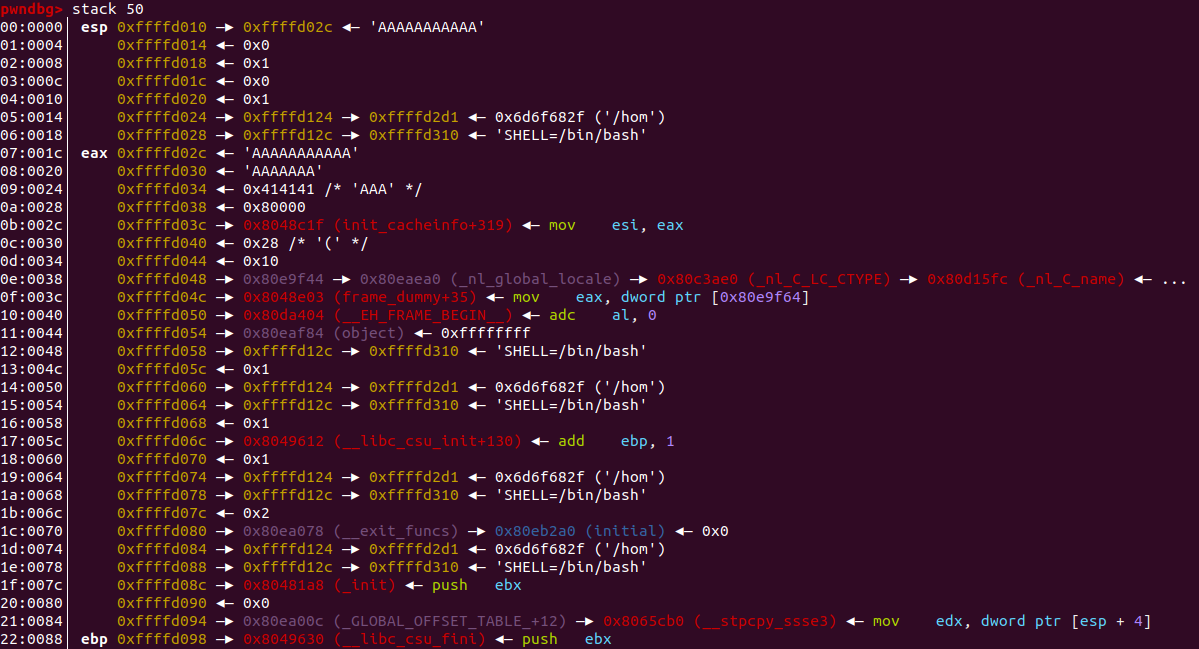 pwndbg> stack 50
00:0000│ esp 0xffffd010 —▸ 0xffffd02c ◂— 'AAAAAAAAAAA'
01:0004│     0xffffd014 ◂— 0x0
02:0008│     0xffffd018 ◂— 0x1
03:000c│     0xffffd01c ◂— 0x0
04:0010│     0xffffd020 ◂— 0x1
05:0014│     0xffffd024 —▸ 0xffffd124 —▸ 0xffffd2d1 ◂— 0x6d6f682f ('/hom')
06:0018│     0xffffd028 —▸ 0xffffd12c —▸ 0xffffd310 ◂— 'SHELL=/bin/bash'
07:001c│ eax 0xffffd02c ◂— 'AAAAAAAAAAA'
08:0020│     0xffffd030 ◂— 'AAAAAAA'
09:0024│     0xffffd034 ◂— 0x414141 /* 'AAA' */
0a:0028│     0xffffd038 ◂— 0x80000
0b:002c│     0xffffd03c —▸ 0x8048c1f (init_cacheinfo+319) ◂— mov    esi, eax
0c:0030│     0xffffd040 ◂— 0x28 /* '(' */
0d:0034│     0xffffd044 ◂— 0x10
0e:0038│     0xffffd048 —▸ 0x80e9f44 —▸ 0x80eaea0 (_nl_global_locale) —▸ 0x80c3ae0 (_nl_C_LC_CTYPE) —▸ 0x80d15fc (_nl_C_name) ◂— ...
0f:003c│     0xffffd04c —▸ 0x8048e03 (frame_dummy+35) ◂— mov    eax, dword ptr [0x80e9f64]
10:0040│     0xffffd050 —▸ 0x80da404 (__EH_FRAME_BEGIN__) ◂— adc    al, 0
11:0044│     0xffffd054 —▸ 0x80eaf84 (object) ◂— 0xffffffff
12:0048│     0xffffd058 —▸ 0xffffd12c —▸ 0xffffd310 ◂— 'SHELL=/bin/bash'
13:004c│     0xffffd05c ◂— 0x1
14:0050│     0xffffd060 —▸ 0xffffd124 —▸ 0xffffd2d1 ◂— 0x6d6f682f ('/hom')
15:0054│     0xffffd064 —▸ 0xffffd12c —▸ 0xffffd310 ◂— 'SHELL=/bin/bash'
16:0058│     0xffffd068 ◂— 0x1
17:005c│     0xffffd06c —▸ 0x8049612 (__libc_csu_init+130) ◂— add    ebp, 1
18:0060│     0xffffd070 ◂— 0x1
19:0064│     0xffffd074 —▸ 0xffffd124 —▸ 0xffffd2d1 ◂— 0x6d6f682f ('/hom')
1a:0068│     0xffffd078 —▸ 0xffffd12c —▸ 0xffffd310 ◂— 'SHELL=/bin/bash'
1b:006c│     0xffffd07c ◂— 0x2
1c:0070│     0xffffd080 —▸ 0x80ea078 (__exit_funcs) —▸ 0x80eb2a0 (initial) ◂— 0x0
1d:0074│     0xffffd084 —▸ 0xffffd124 —▸ 0xffffd2d1 ◂— 0x6d6f682f ('/hom')
1e:0078│     0xffffd088 —▸ 0xffffd12c —▸ 0xffffd310 ◂— 'SHELL=/bin/bash'
1f:007c│     0xffffd08c —▸ 0x80481a8 (_init) ◂— push   ebx
20:0080│     0xffffd090 ◂— 0x0
21:0084│     0xffffd094 —▸ 0x80ea00c (_GLOBAL_OFFSET_TABLE_+12) —▸ 0x8065cb0 (__stpcpy_ssse3) ◂— mov    edx, dword ptr [esp + 4]
22:0088│ ebp 0xffffd098 —▸ 0x8049630 (__libc_csu_fini) ◂— push   ebx